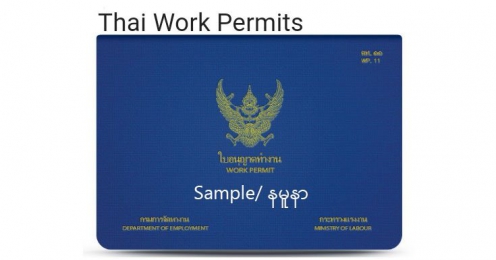 Thai Work Permits
ตท. ๑๑
WP. 11
ใบอนุญาตทำงาน
WORK PERMIT
Sample/ နမူနာ
กรมการจัดหางาน
DEPARTMENT OF EMPLOYMENT
กระทรวงแรงงาน
MINISTRY OF LABOUR